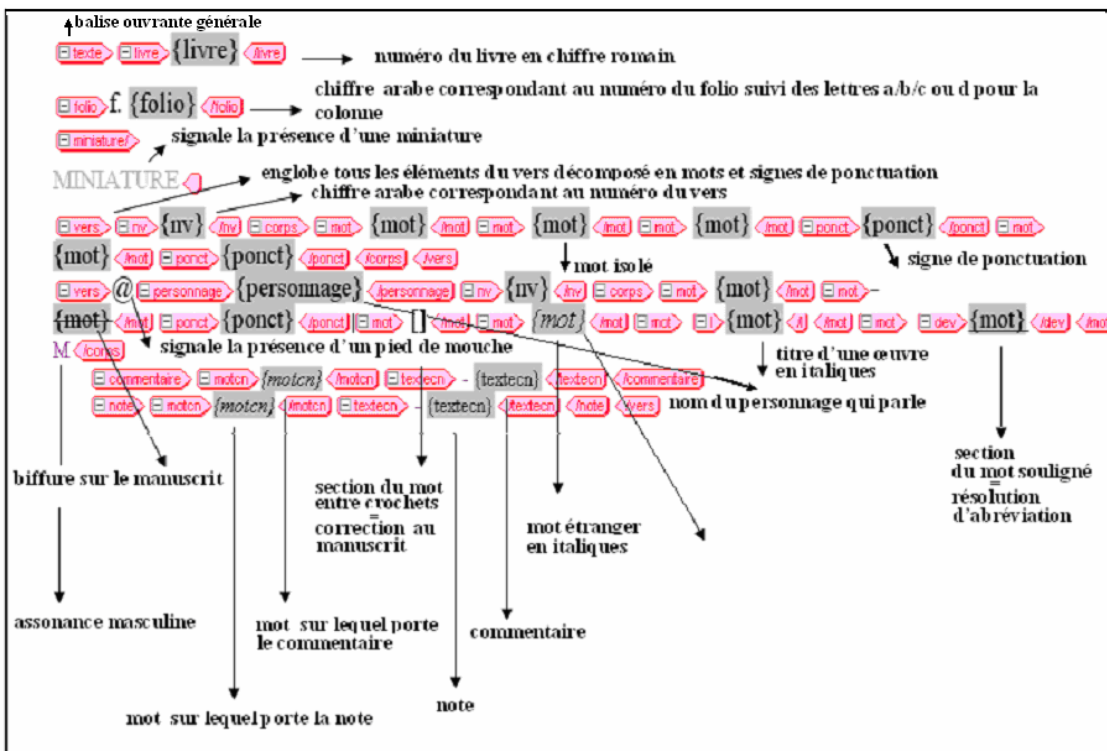 balise ouvrante générale
texte livre {livre} /livre numéro du livre en chiffre romain
chiffre arabe correspondant au numéro du folio suivi des lettres a/b/c ou d pour la
folio f. {folio} /folio colonne
miniature/ signale la présence d'une miniature
MINIATURE
englobe tous les éléments du vers décomposé en mots et signes de ponctuation
chiffre arabe correspondant au numéro du vers
vers nv {nv} /nv corps mot {mot} /mot mot {mot} /mot mot {mot} /mot ponct {ponct} /ponct mot
{mot} /mot ponct {ponct} /ponct /corps /vers
mot isolé
signe de ponctuation
vers @ personnage {personnage} /personnage nv {nv} /nv corps mot {mot} /mot mot
{mot} /mot ponct {ponct} /ponct mot [] /mot mot {mot} /mot mot i {mot} /i /mot mot dev {mot} /dev /mot
M /corps signale la présence d'un pied de mouche
titre d'une œuvre
en italiques
commentaire motcn {motcn} /motcn textecn - {textecn} /textecn /commentaire
nom du personnage qui parle
note motcn {motcn} /motcn textecn - {textecn} /textecn /note /vers
biffure sur le manuscrit
section du mot
entre crochets
=
correction au
manuscrit
mot étranger
en italiques
section
du mot souligné
=
résolution
d'abréviation
assonance masculine
mot sur lequel porte
le commentaire
commentaire
mot sur lequel porte la note
note